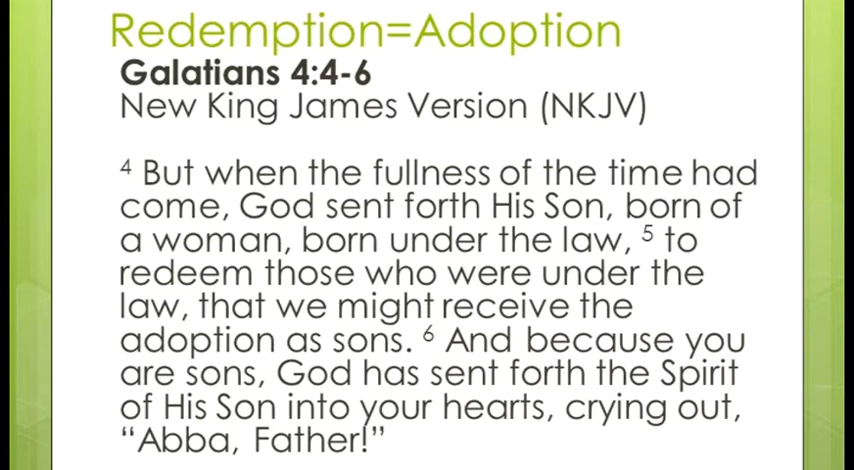 Redemption=Adoption
Galatians 4:4-6
New King James Version (NKJV)
4 But when the fullness of the time had
come, God sent forth His Son, born of
a woman, born under the law, 5 to
redeem those who were under the
law, that we might receive the
adoption as sons. 6 And because you
are sons, God has sent forth the Spirit
of His Son into your hearts, crying out,
“Abba, Father!”